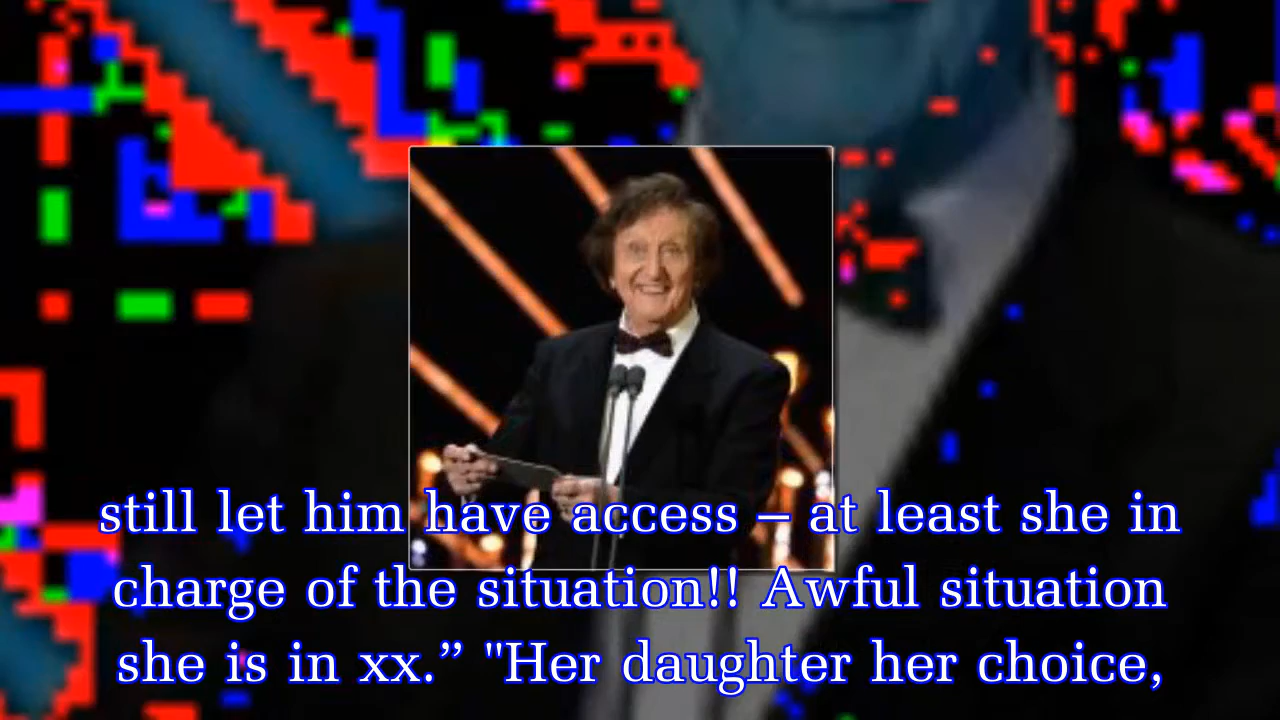 still let him have access – at least she in
charge of the situation!! Awful situation
she is in xx.” "Her daughter her choice,